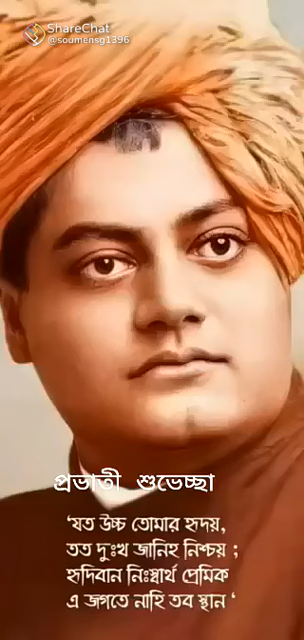 ShareChat
@soumensg1396
প্রভাতী শুভেচ্ছা
‘যত উচ্চ তোমার হৃদয়,
তত দুঃখ জানিহ নিশ্চয় ;
হৃদিবান নিঃস্বার্থ প্রেমিক
এ জগতে নাহি তব স্থান ‘